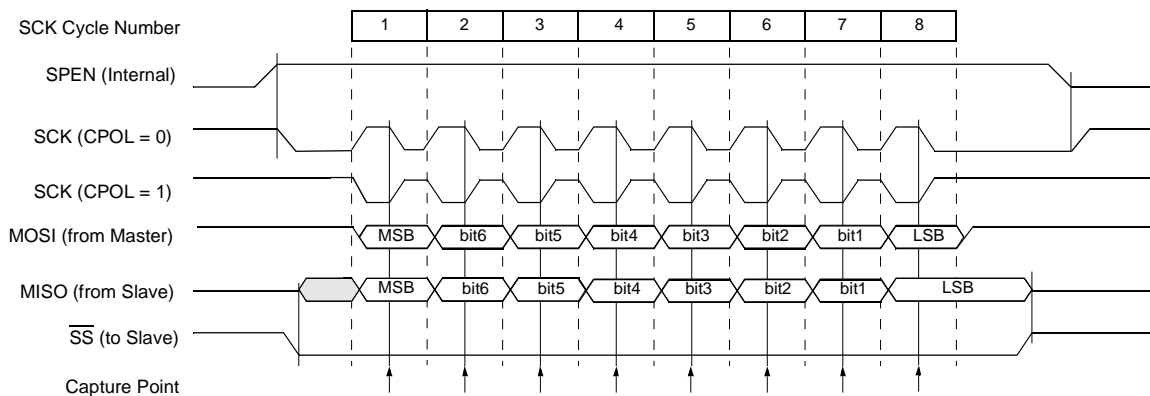 SCK Cycle Number 1 2 3 4 5 6 7 8
SPEN (Internal)
SCK (CPOL = 0)
SCK (CPOL = 1)
MOSI (from Master) MSB bit6 bit5 bit4 bit3 bit2 bit1 LSB
MISO (from Slave) MSB bit6 bit5 bit4 bit3 bit2 bit1 LSB
SS (to Slave)
Capture Point